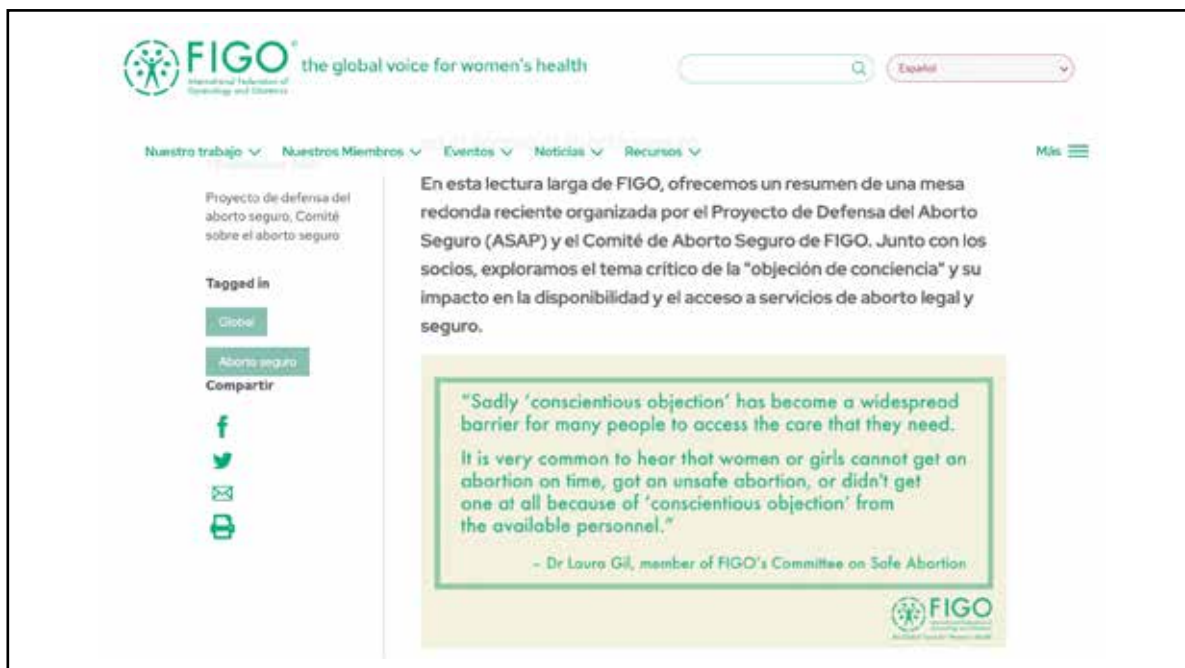 FIGO
the global voice for women's health
International Federation of
Gynecology and Obstetrics
Español
Nuestro trabajo
Nuestros Miembros
Eventos
Noticias
Recursos
Más
Proyecto de defensa del
aborto seguro, Comité
sobre el aborto seguro
Tagged in
Global
Aborto seguro
Compartir
En esta lectura larga de FIGO, ofrecemos un resumen de una mesa
redonda reciente organizada por el Proyecto de Defensa del Aborto
Seguro (ASAP) y el Comité de Aborto Seguro de FIGO. Junto con los
socios, exploramos el tema crítico de la "objeción de conciencia" y su
impacto en la disponibilidad y el acceso a servicios de aborto legal y
seguro.
“Sadly ‘conscientious objection’ has become a widespread
barrier for many people to access the care that they need.
It is very common to hear that women or girls cannot get an
abortion on time, got an unsafe abortion, or didn't get
one at all because of ‘conscientious objection’ from
the available personnel.”
– Dr Laura Gil, member of FIGO's Committee on Safe Abortion
FIGO